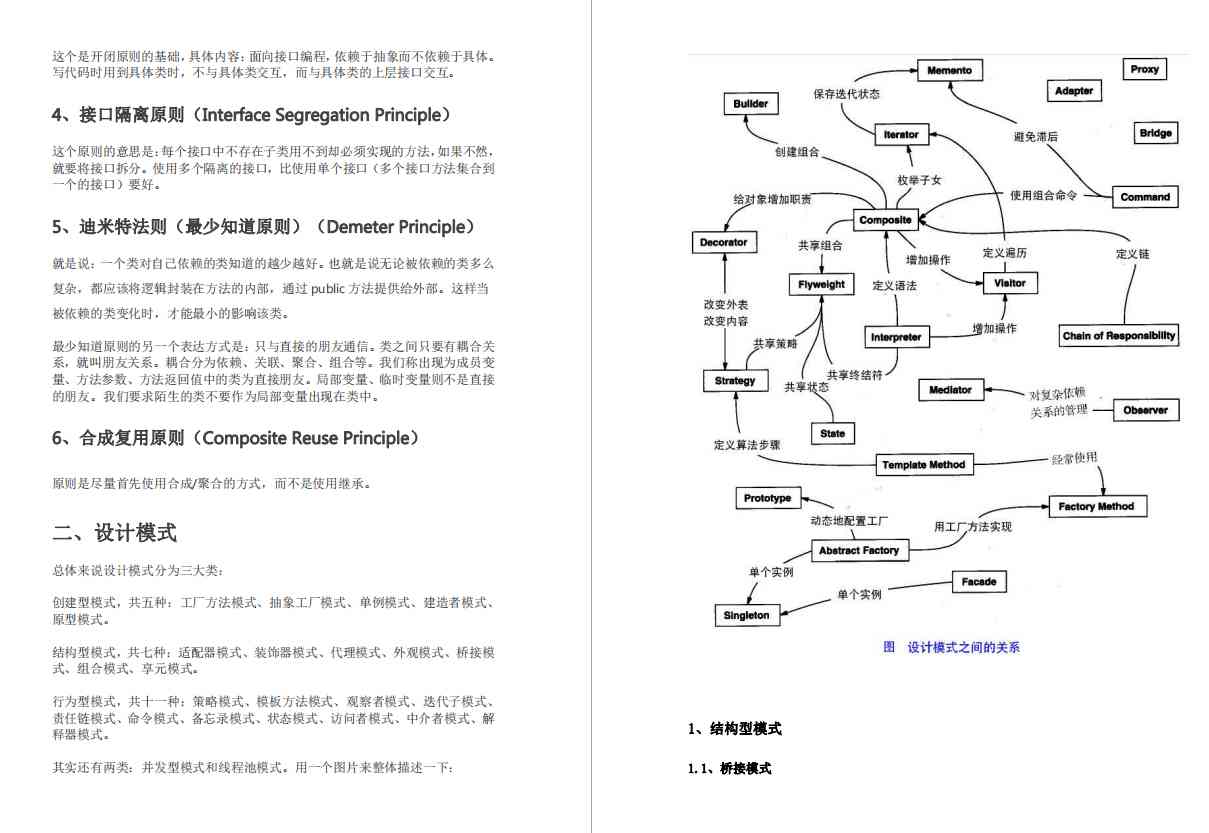 这个是开闭原则的基础，具体内容：面向接口编程，依赖于抽象而不依赖于具体。
写代码时用到具体类时，不与具体类交互，而与具体类的上层接口交互。
4、接口隔离原则（Interface Segregation Principle）
这个原则的意思是：每个接口中不存在子类用不到却必须实现的方法，如果不然，
就要将接口拆分。使用多个隔离的接口，比使用单个接口（多个接口方法集合到
一个的接口）要好。
5、迪米特法则（最少知道原则）（Demeter Principle）
就是说：一个类对自己依赖的类知道的越少越好。也就是说无论被依赖的类多么
复杂，都应该将逻辑封装在方法的内部，通过 public 方法提供给外部。这样当
被依赖的类变化时，才能最小的影响该类。
最少知道原则的另一个表达方式是：只与直接的朋友通信。类之间只要有耦合关
系，就叫朋友关系。耦合分为依赖、关联、聚合、组合等。我们称出现为成员变
量、方法参数、方法返回值中的类为直接朋友。局部变量、临时变量则不是直接
的朋友。我们要求陌生的类不要作为局部变量出现在类中。
6、合成复用原则（Composite Reuse Principle）
原则是尽量首先使用合成/聚合的方式，而不是使用继承。
二、设计模式
总体来说设计模式分为三大类：
创建型模式，共五种：工厂方法模式、抽象工厂模式、单例模式、建造者模式、
原型模式。
结构型模式，共七种：适配器模式、装饰器模式、代理模式、外观模式、桥接模
式、组合模式、享元模式。
行为型模式，共十一种：策略模式、模板方法模式、观察者模式、迭代子模式、
责任链模式、命令模式、备忘录模式、状态模式、访问者模式、中介者模式、解
释器模式。
其实还有两类：并发型模式和线程池模式。用一个图片来整体描述一下：
Memento
Proxy
Adapter
保存迭代状态
Builder
Iterator
避免滞后
Bridge
创建组合
枚举子女
给对象增加职责
使用组合命令
Command
Composite
Decorator
共享组合
增加操作
定义遍历
定义链
Flyweight
定义语法
Visitor
改变外表
改变内容
增加操作
Interpreter
Chain of Responsibility
共享策略
共享终结符
Strategy
共享状态
Mediator
对复杂依赖
关系的管理
Observer
State
定义算法步骤
Template Method
经常使用
Prototype
Factory Method
动态地配置工厂
用工厂方法实现
Abstract Factory
单个实例
Facade
单个实例
Singleton
图 设计模式之间的关系
1、结构型模式
1.1、桥接模式